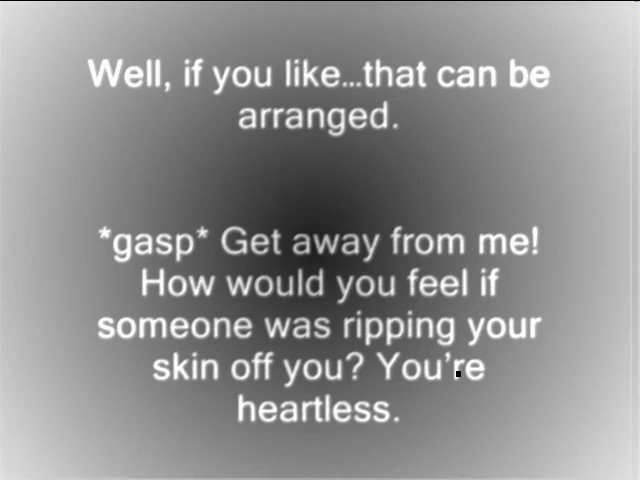 Well, if you like...that can be
arranged.
*gasp* Get away from me!
How would you feel if
someone was ripping your
skin off you? You’re
heartless.